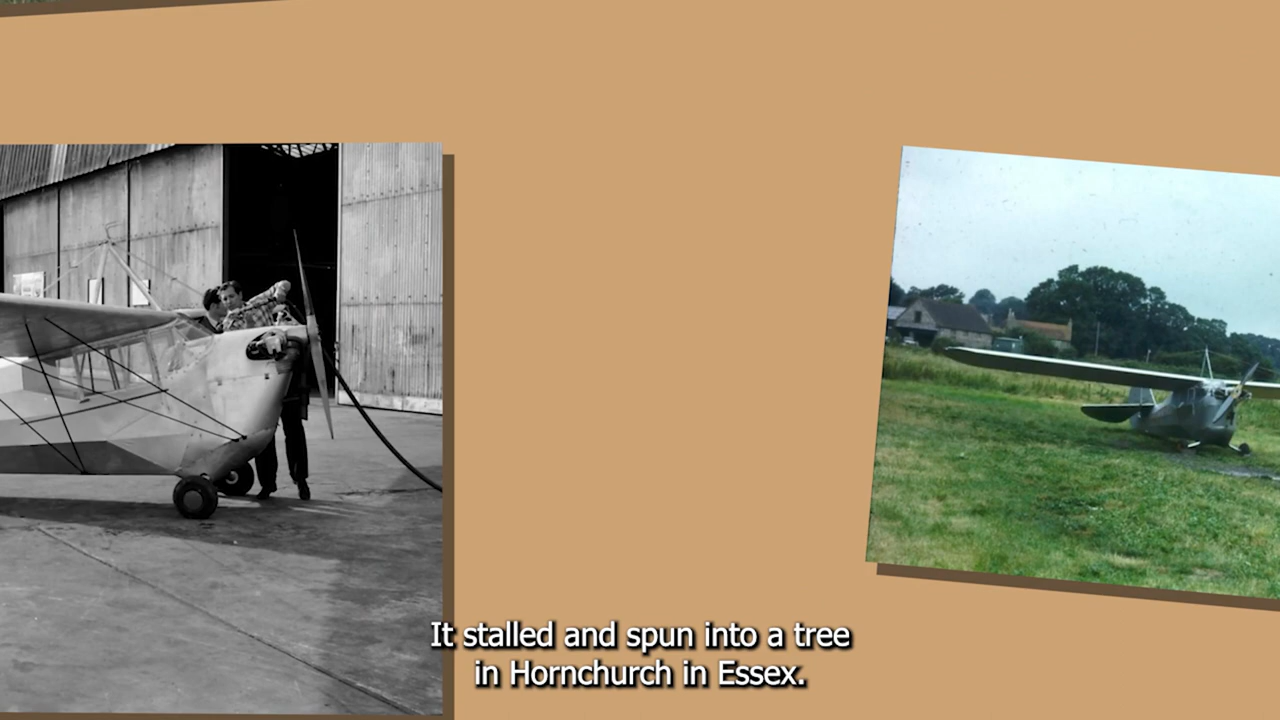 It stalled and spun into a tree
in Hornchurch in Essex.